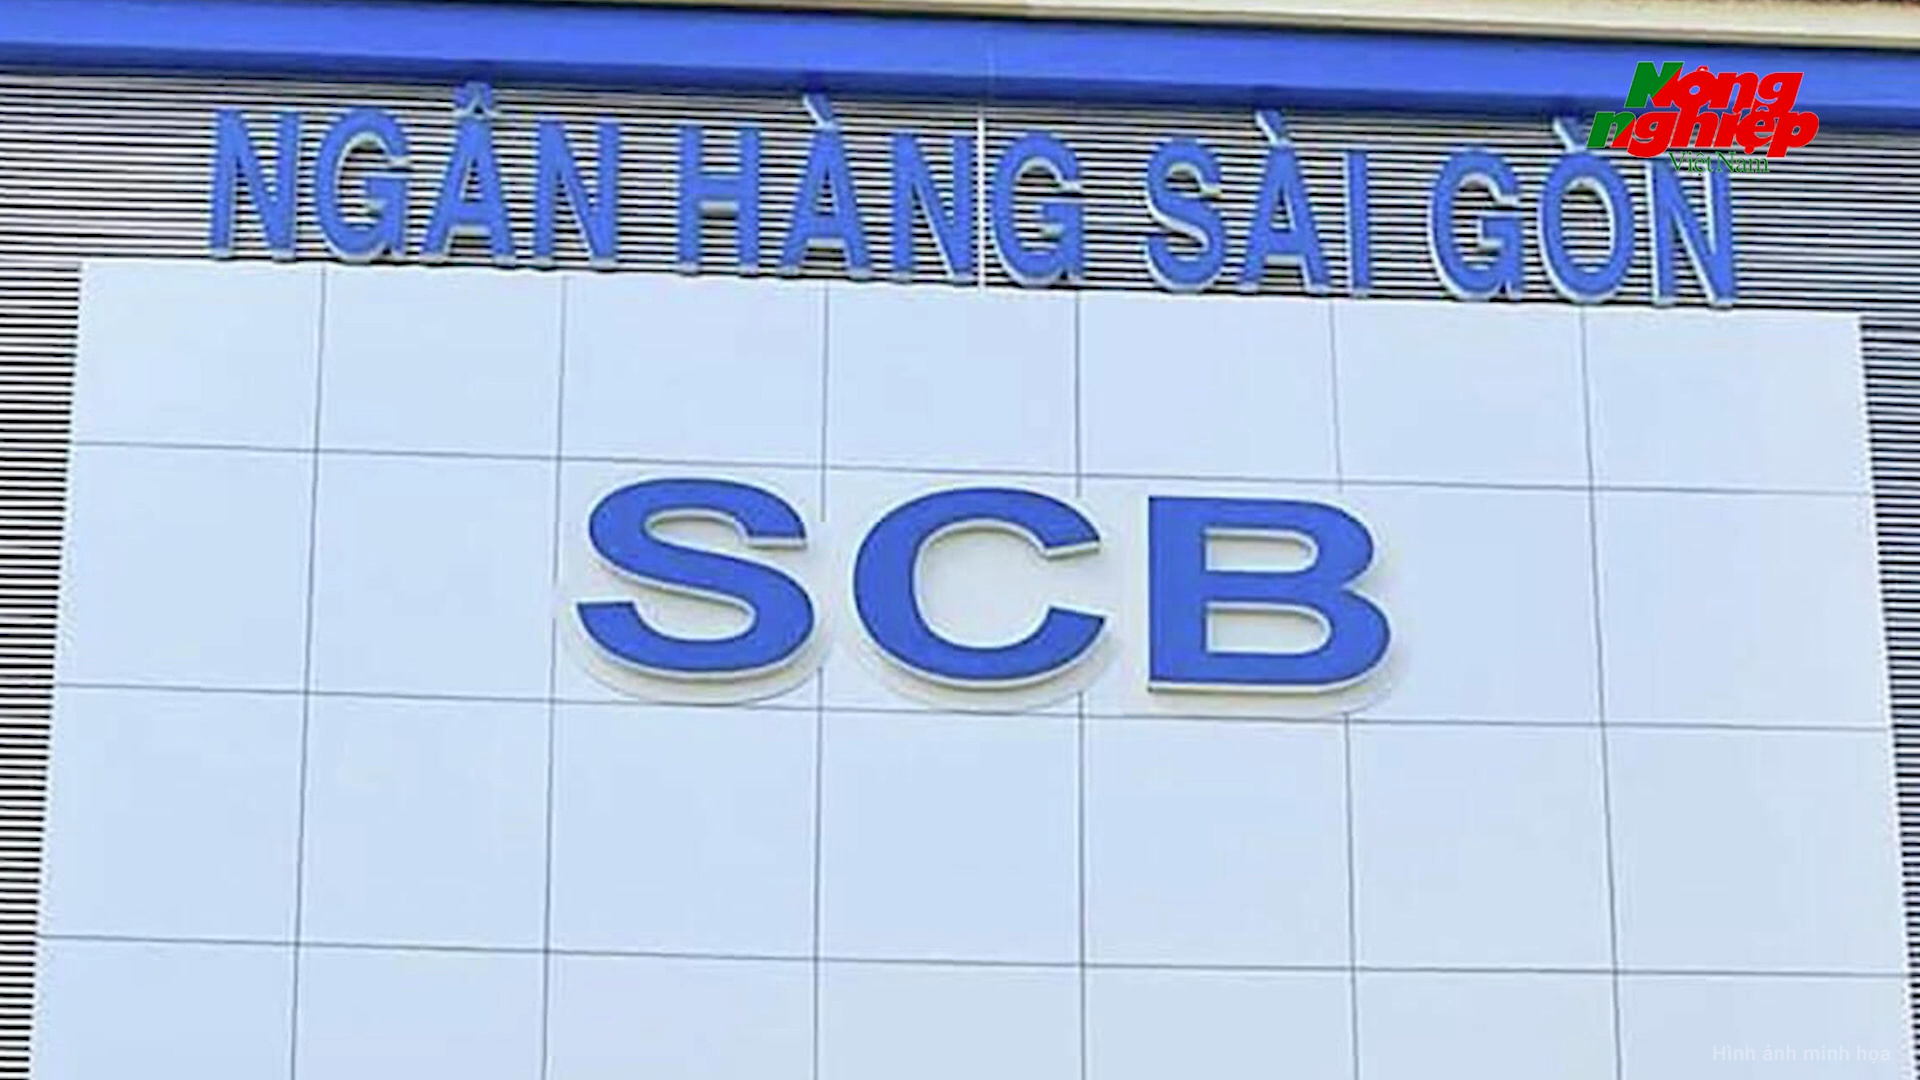 NGÂN HÀNG SÀI GÒN
Nông
nghiệp
Việt Nam
SCB
Hình ảnh minh họa